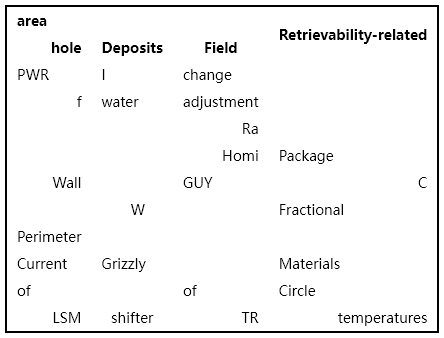 area
Retrievability-related
hole Deposits Field
PWR I change
f water adjustment
Ra
Homi Package
Wall GUY C
W Fractional
Perimeter
Current Grizzly Materials
of of Circle
LSM shifter TR temperatures